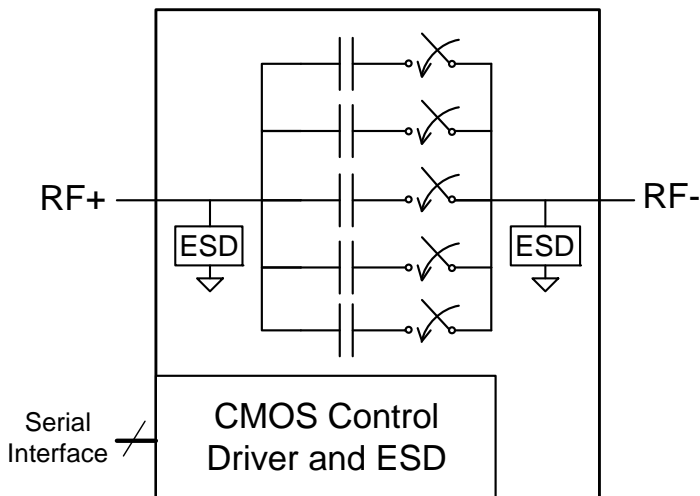 RF+
RF-
ESD
ESD
Serial
Interface
CMOS Control
Driver and ESD